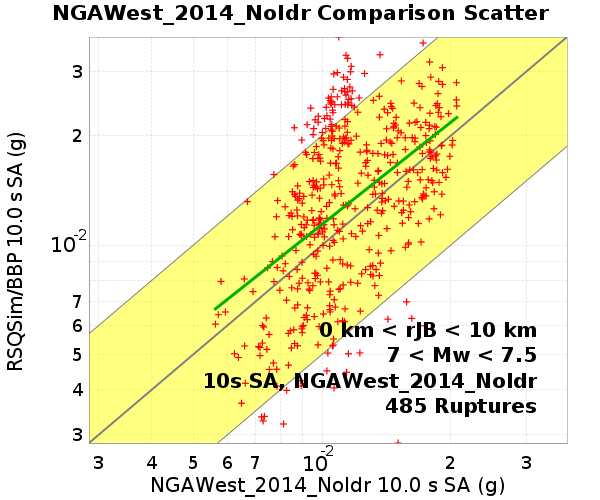 NGAWest_2014_NoIdr Comparison Scatter
RSQSim/BBP 10.0 s SA (g)
3
2
10-2
7
6
5
4
3
0 km < rJB < 10 km
7 < Mw < 7.5
10s SA, NGAWest_2014_NoIdr
485 Ruptures
3 4 5 6 7 10-2 2 3
NGAWest_2014_NoIdr 10.0 s SA (g)